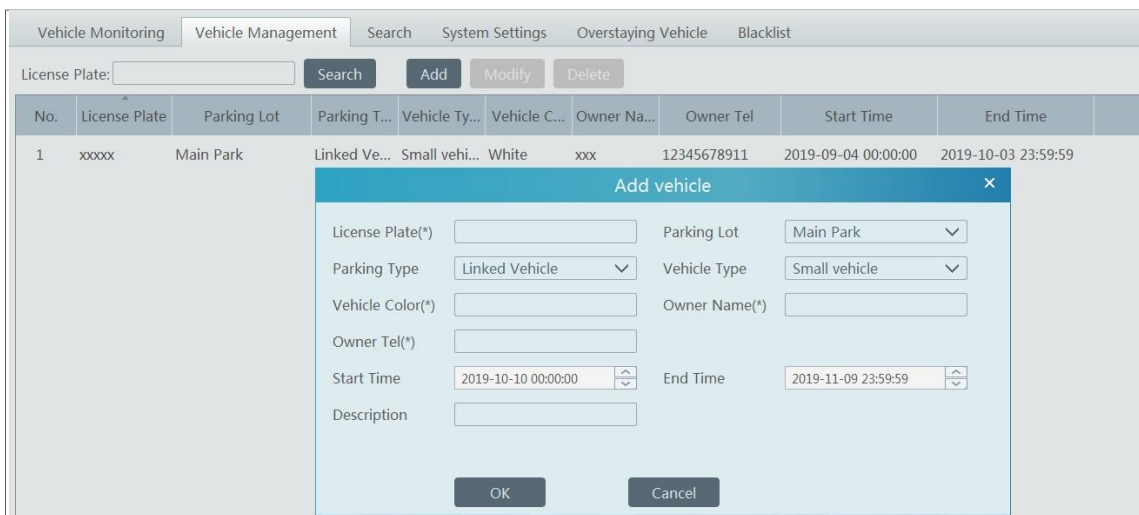 Vehicle Monitoring Vehicle Management Search System Settings Overstaying Vehicle Blacklist
License Plate: Search Add Modify Delete
No. License Plate Parking Lot Parking T... Vehicle Ty... Vehicle C... Owner Na... Owner Tel Start Time End Time
1 xxxxx Main Park Linked Ve... Small vehi... White xxx 12345678911 2019-09-04 00:00:00 2019-10-03 23:59:59
Add vehicle ×
License Plate(*) Parking Lot Main Park
Parking Type Linked Vehicle Vehicle Type Small vehicle
Vehicle Color(*) Owner Name(*)
Owner Tel(*)
Start Time 2019-10-10 00:00:00 End Time 2019-11-09 23:59:59
Description
OK Cancel